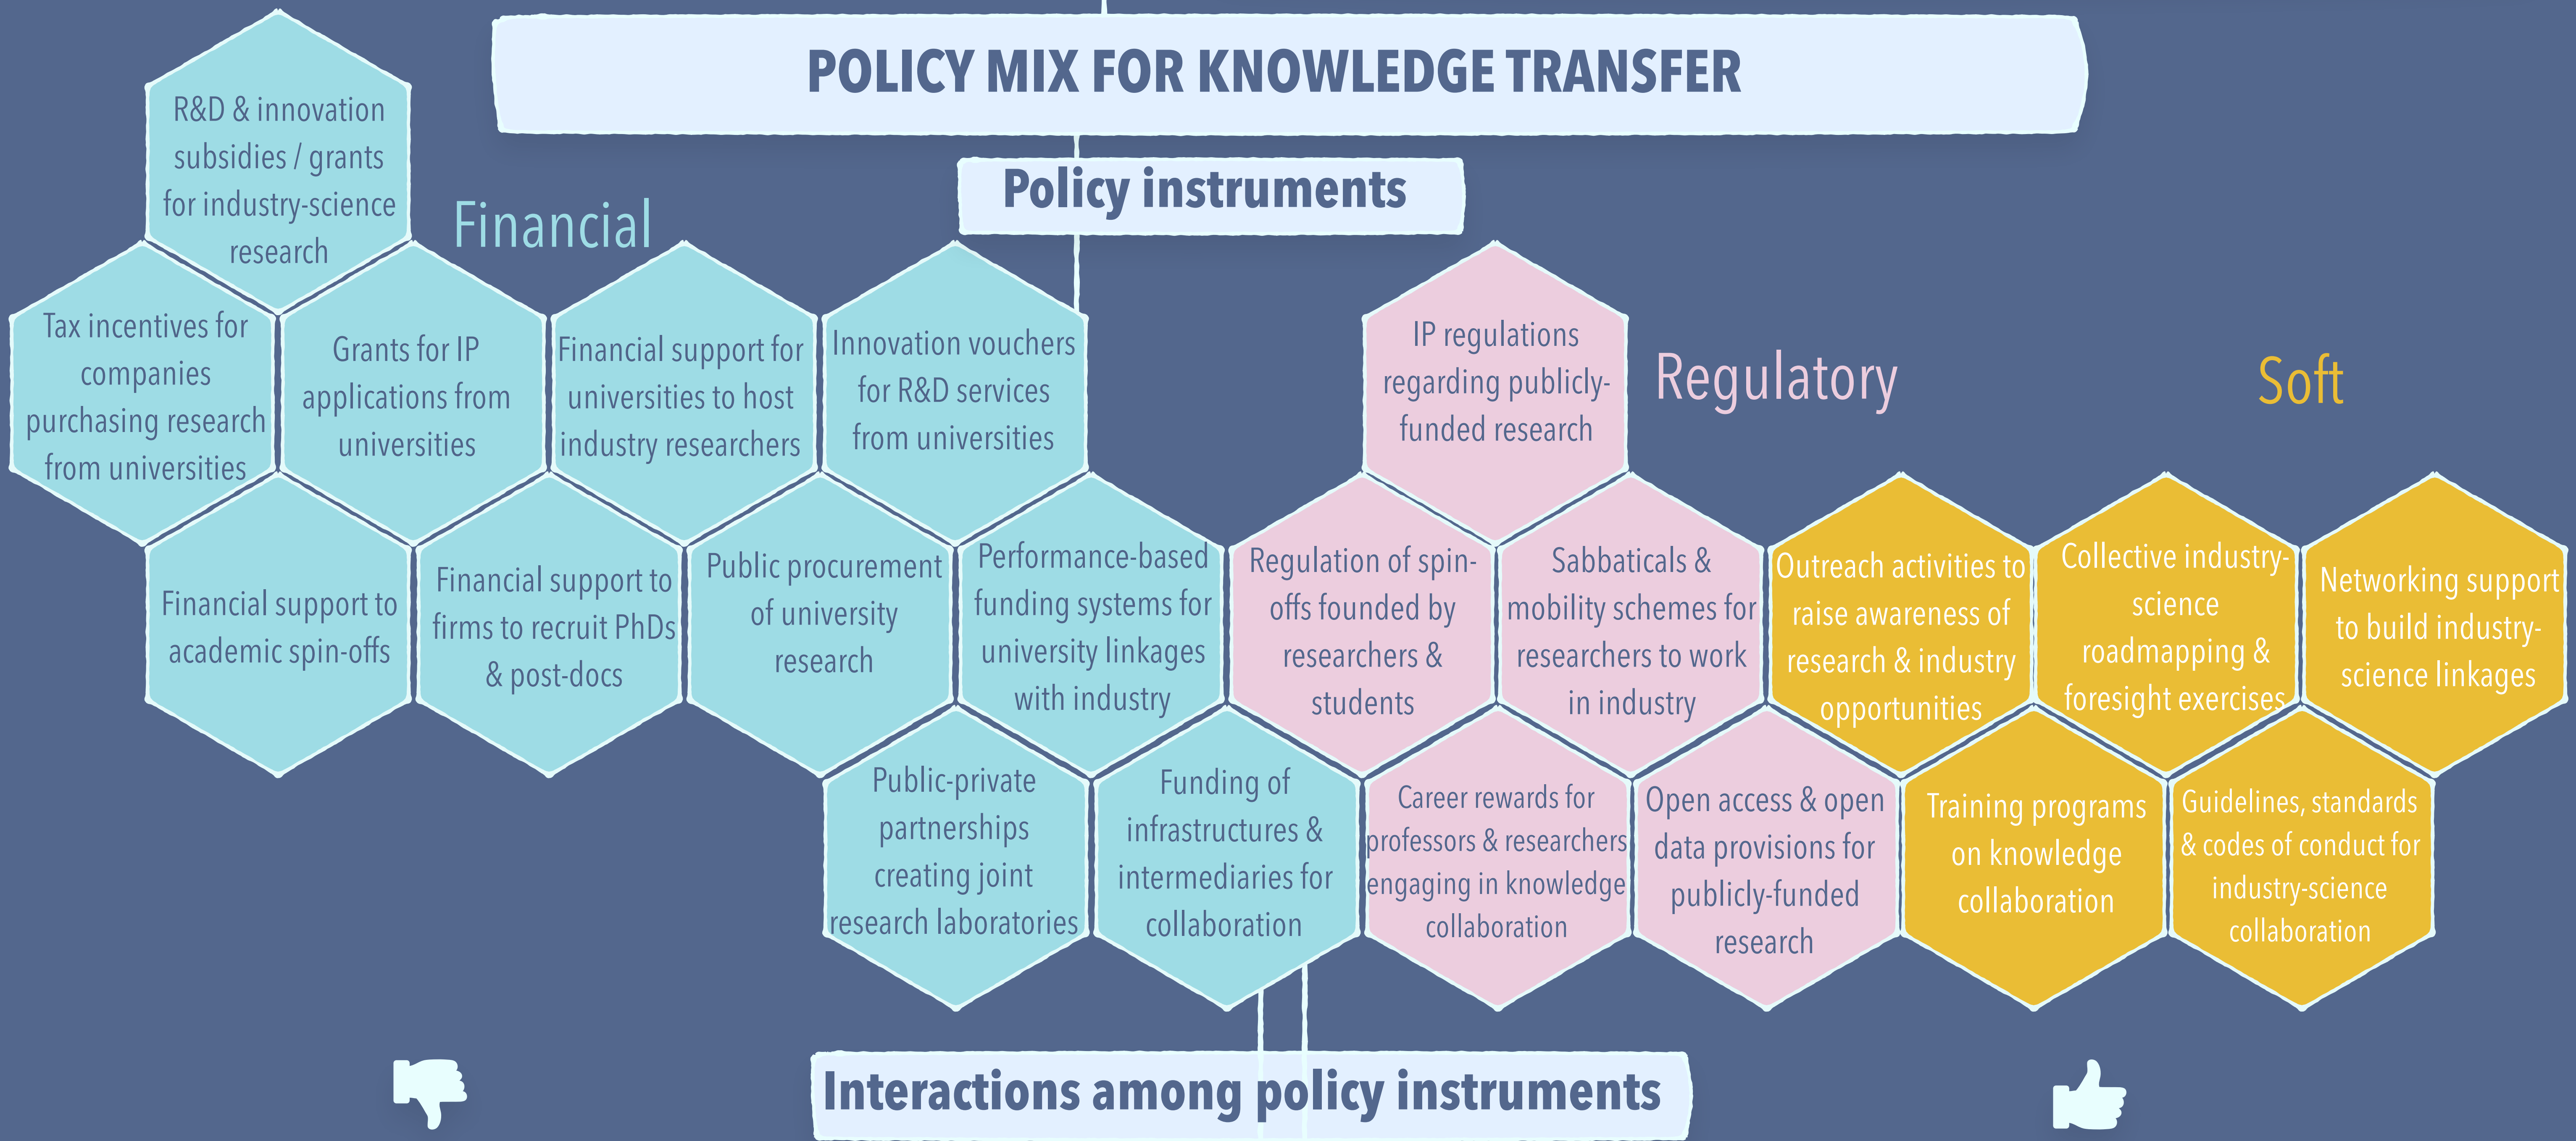 POLICY MIX FOR KNOWLEDGE TRANSFER
Policy instruments
Financial
R&D & innovation
subsidies / grants
for industry-science
research
Tax incentives for
companies
purchasing research
from universities
Grants for IP
applications from
universities
Financial support for
universities to host
industry researchers
Innovation vouchers
for R&D services
from universities
Financial support to
academic spin-offs
Financial support to
firms to recruit PhDs
& post-docs
Public procurement
of university
research
Performance-based
funding systems for
university linkages
with industry
Public-private
partnerships
creating joint
research laboratories
Funding of
infrastructures &
intermediaries for
collaboration
Regulatory
IP regulations
regarding publicly-
funded research
Regulation of spin-
offs founded by
researchers &
students
Sabbaticals &
mobility schemes for
researchers to work
in industry
Career rewards for
professors & researchers
engaging in knowledge
collaboration
Open access & open
data provisions for
publicly-funded
research
Soft
Outreach activities to
raise awareness of
research & industry
opportunities
Collective industry-
science
roadmapping &
foresight exercises
Networking support
to build industry-
science linkages
Training programs
on knowledge
collaboration
Guidelines, standards
& codes of conduct for
industry-science
collaboration
Interactions among policy instruments